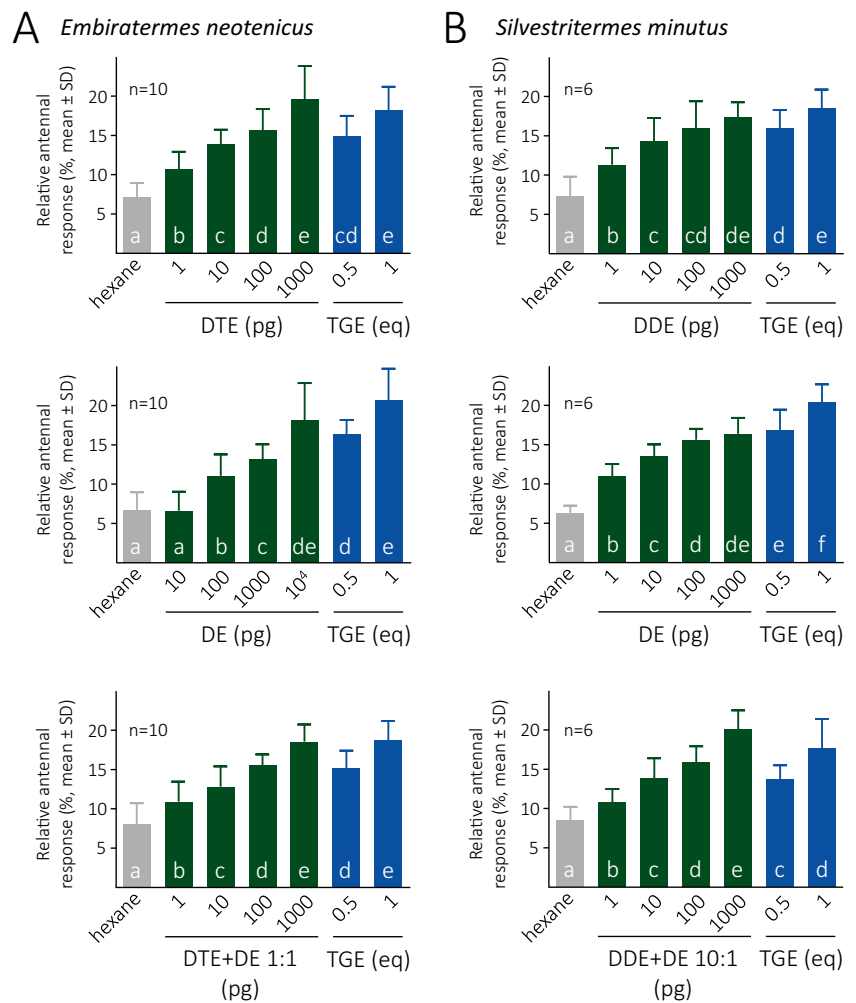 A Embiratermes neotenicus
B Silvestritermes minutus
Relative antennal
response (%, mean ± SD)
20
15
10
5
n=10
a b c d e cd e
hexane 1 10 100 1000 0.5 1
DTE (pg) TGE (eq)
Relative antennal
response (%, mean ± SD)
20
15
10
5
n=6
a b c cd de d e
hexane 1 10 100 1000 0.5 1
DDE (pg) TGE (eq)
Relative antennal
response (%, mean ± SD)
20
15
10
5
n=10
a a b c de d e
hexane 10 100 1000 10⁴ 0.5 1
DE (pg) TGE (eq)
Relative antennal
response (%, mean ± SD)
20
15
10
5
n=6
a b c d de e f
hexane 1 10 100 1000 0.5 1
DE (pg) TGE (eq)
Relative antennal
response (%, mean ± SD)
20
15
10
5
n=10
a b c d e d e
hexane 1 10 100 1000 0.5 1
DTE+DE 1:1 TGE (eq)
(pg)
Relative antennal
response (%, mean ± SD)
20
15
10
5
n=6
a b c d e c d
hexane 1 10 100 1000 0.5 1
DDE+DE 10:1 TGE (eq)
(pg)